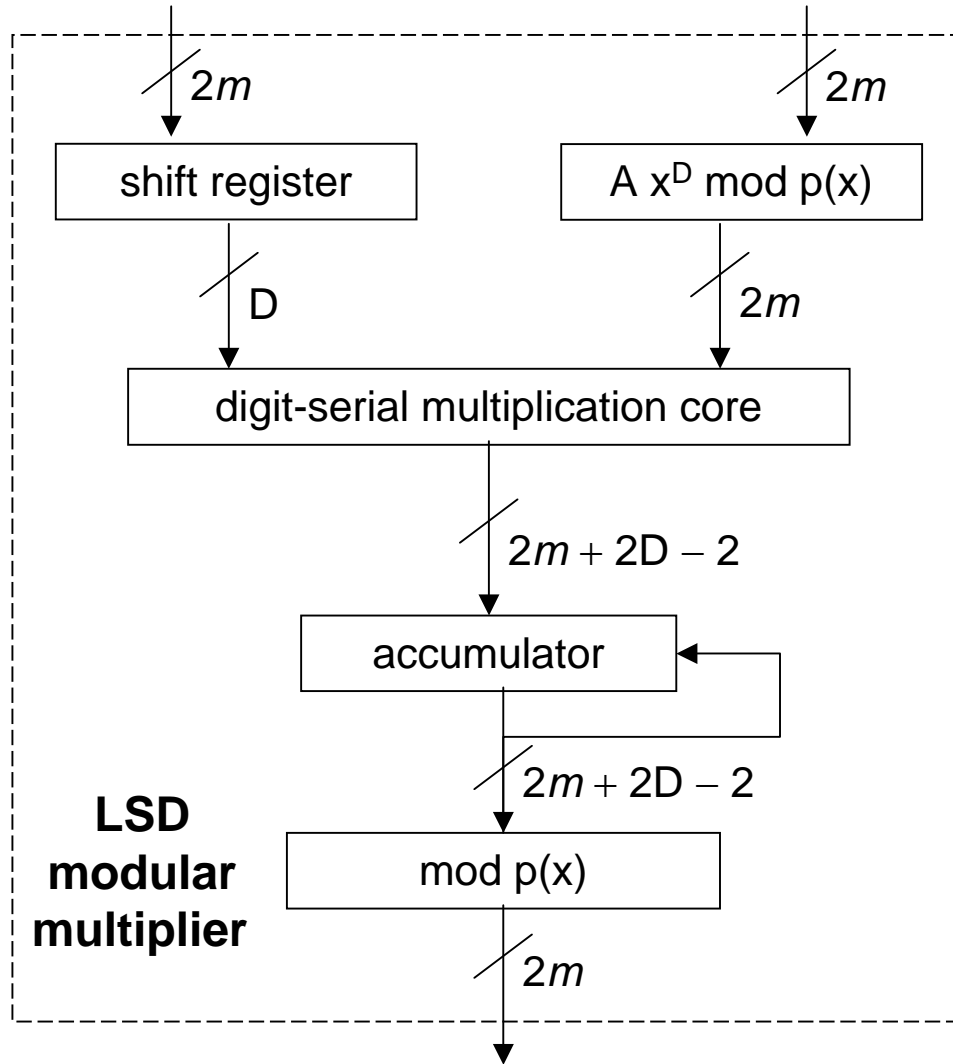 2m
2m
shift register
A x^D mod p(x)
D
2m
digit-serial multiplication core
2m + 2D − 2
accumulator
2m + 2D − 2
LSD
modular
multiplier
mod p(x)
2m